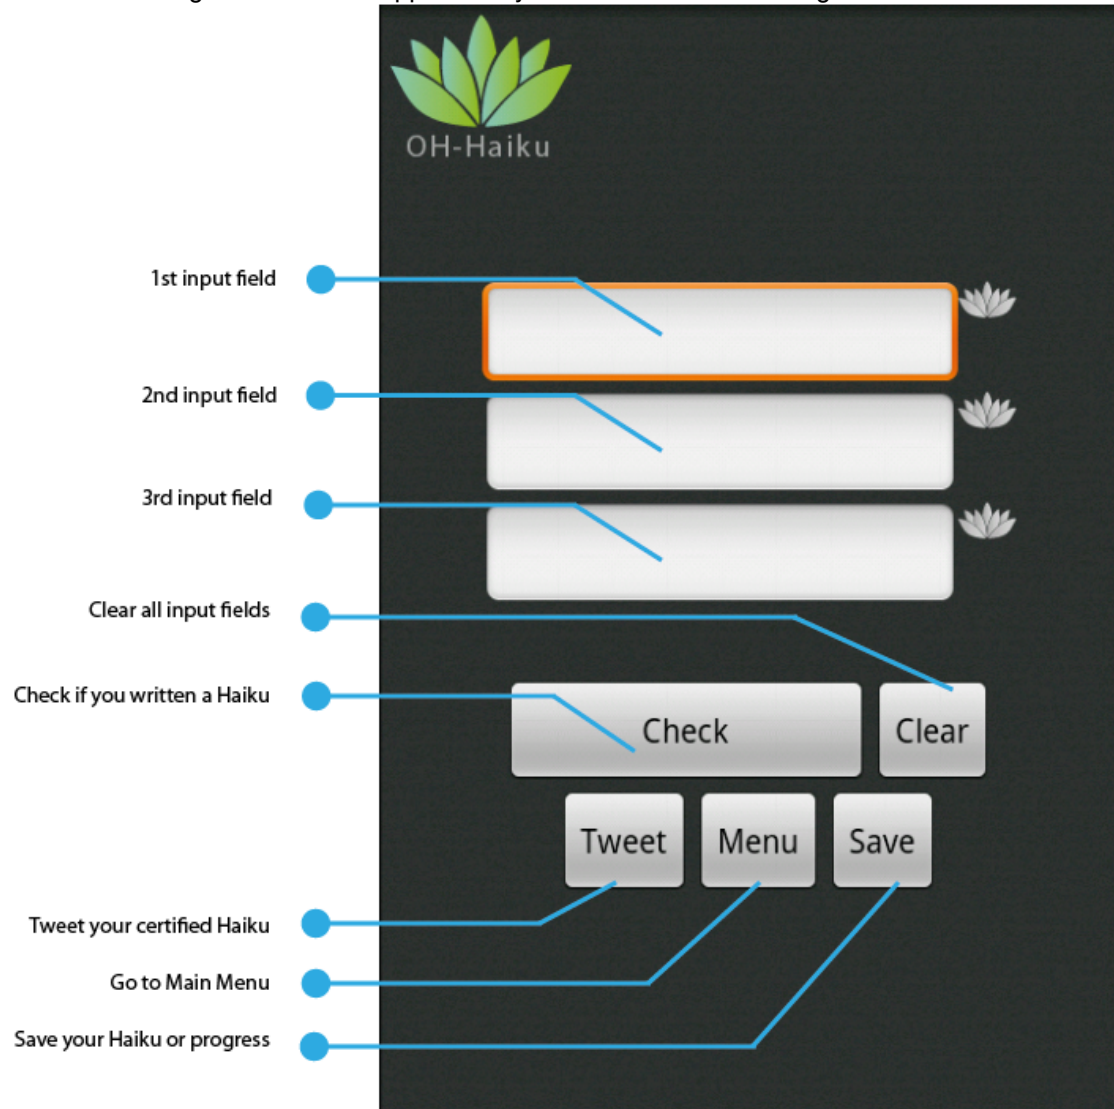 OH-Haiku
1st input field
2nd input field
3rd input field
Clear all input fields
Check if you written a Haiku
Check
Clear
Tweet
Menu
Save
Tweet your certified Haiku
Go to Main Menu
Save your Haiku or progress